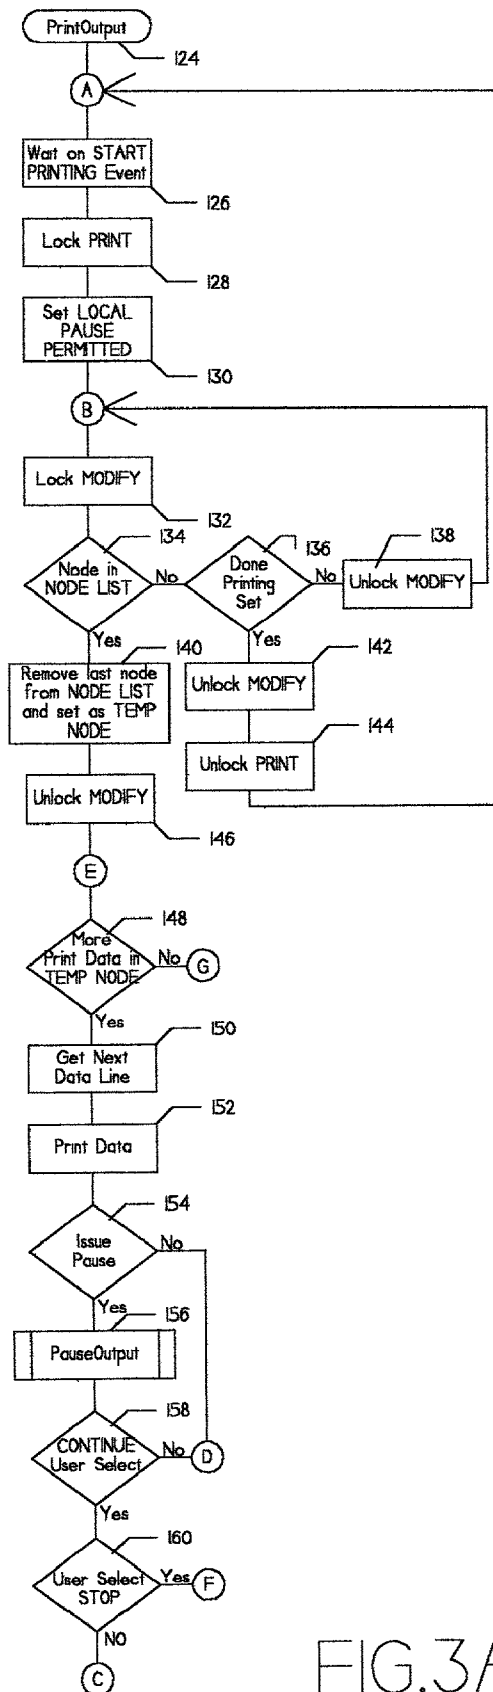 PrintOutput
124
A
Wait on START
PRINTING Event
126
Lock PRINT
128
Set LOCAL
PAUSE
PERMITTED
130
B
Lock MODIFY
132
134
Node in
NODE LIST
No
136
Done
Printing
Set
No
138
Unlock MODIFY
Yes
140
Remove last node
from NODE LIST
and set as TEMP
NODE
Yes
142
Unlock MODIFY
144
Unlock PRINT
Unlock MODIFY
146
E
148
More
Print Data in
TEMP NODE
No
G
Yes
150
Get Next
Data Line
152
Print Data
154
Issue
Pause
No
Yes
156
PauseOutput
158
CONTINUE
User Select
No
D
Yes
160
User Select
STOP
Yes
F
NO
C
FIG.3A